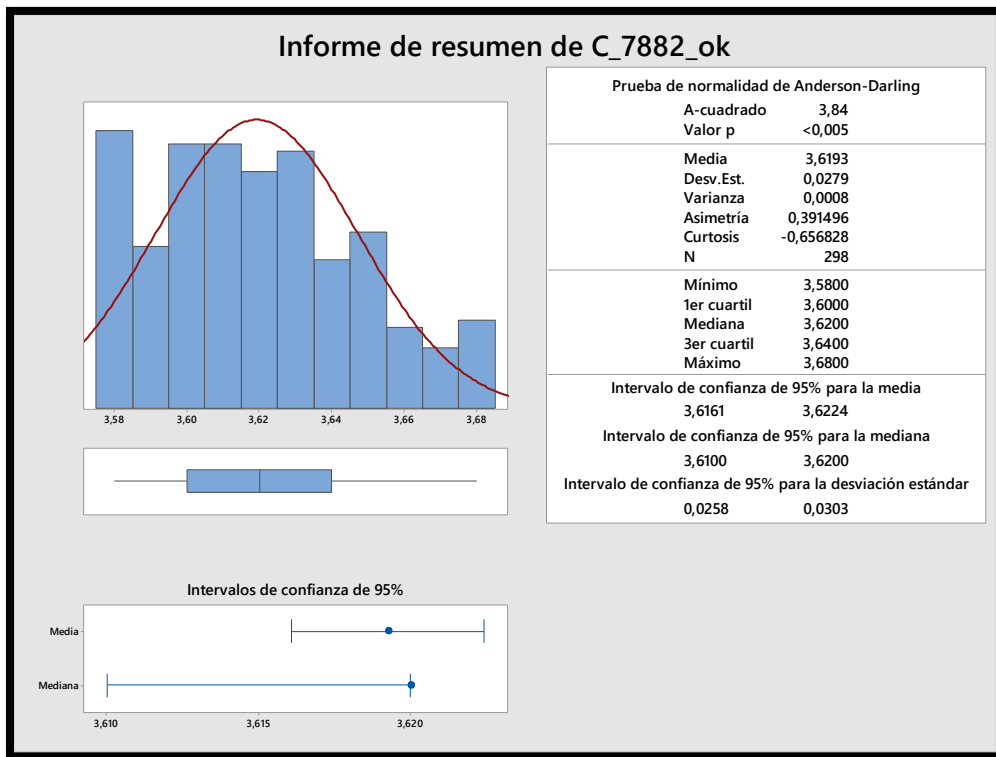 Informe de resumen de C_7882_ok
3,58 3,60 3,62 3,64 3,66 3,68
Intervalos de confianza de 95%
Media
Mediana
3,610 3,615 3,620
Prueba de normalidad de Anderson-Darling
A-cuadrado 3,84
Valor p <0,005
Media 3,6193
Desv.Est. 0,0279
Varianza 0,0008
Asimetría 0,391496
Curtosis -0,656828
N 298
Mínimo 3,5800
1er cuartil 3,6000
Mediana 3,6200
3er cuartil 3,6400
Máximo 3,6800
Intervalo de confianza de 95% para la media
3,6161 3,6224
Intervalo de confianza de 95% para la mediana
3,6100 3,6200
Intervalo de confianza de 95% para la desviación estándar
0,0258 0,0303